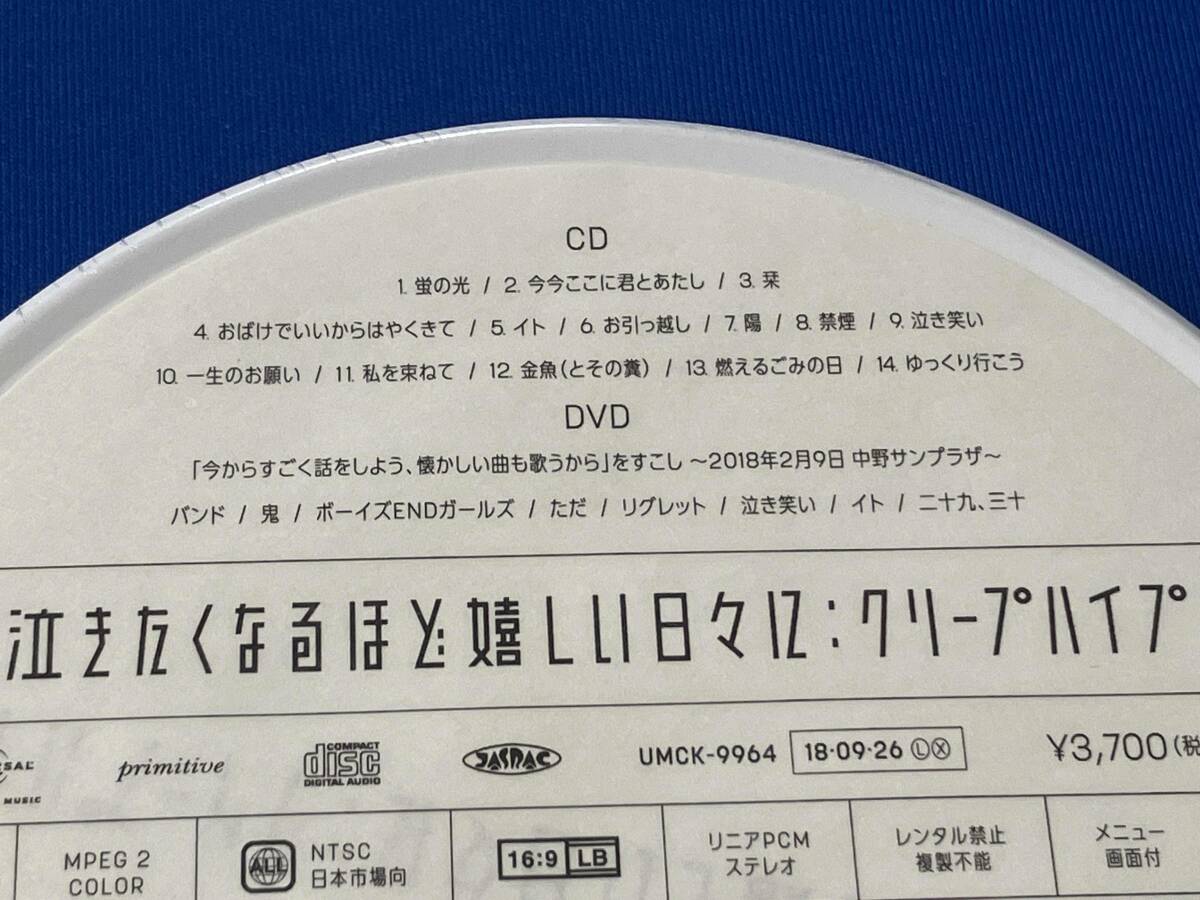 CD
1. 蛍の光 / 2. 今今ここに君とあたし / 3. 栞
4. おばけでいいからはやくきて / 5. イト / 6. お引っ越し / 7. 陽 / 8. 禁煙 / 9. 泣き笑い
10. 一生のお願い / 11. 私を束ねて / 12. 金魚(とその糞) / 13. 燃えるごみの日 / 14. ゆっくり行こう
DVD
「今からすごく話をしよう、懐かしい曲も歌うから」をすこし 〜2018年2月9日 中野サンプラザ〜
バンド / 鬼 / ボーイズENDガールズ / ただ / リグレット / 泣き笑い / イト / 二十九、三十
泣きたくなるほど嬉しい日々に:クリープハイプ
primitive
COMPACT
disc
DIGITAL AUDIO
JASRAC
UMCK-9964
18・09・26 ⓁⓍ
¥3,700(税
MUSIC
MPEG 2
COLOR
ALL
NTSC
日本市場向
16:9 LB
リニアPCM
ステレオ
レンタル禁止
複製不能
メニュー
画面付